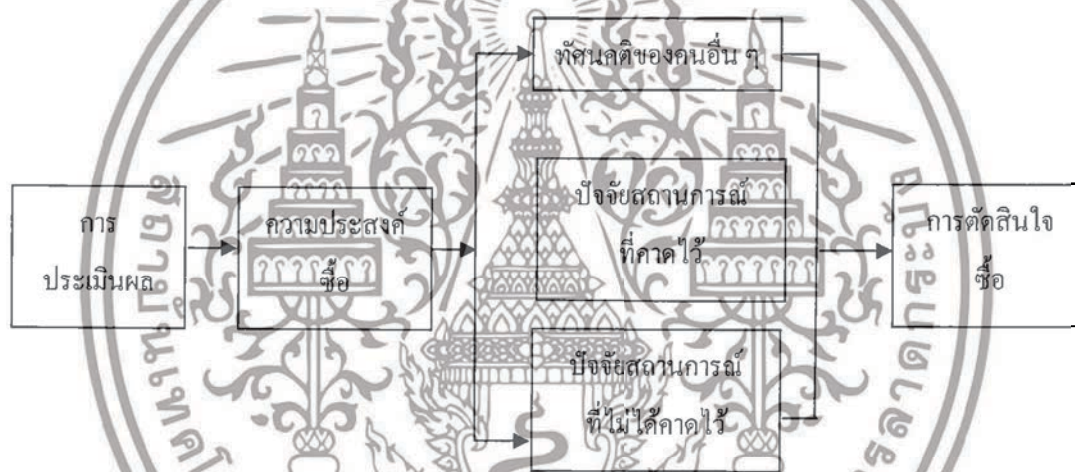 ทัศนคติของคนอื่น ๆ
การ
ประเมินผล
ความประสงค์
ซื้อ
ปัจจัยสถานการณ์
ที่คาดไว้
ปัจจัยสถานการณ์
ที่ไม่ได้คาดไว้
การตัดสินใจ
ซื้อ